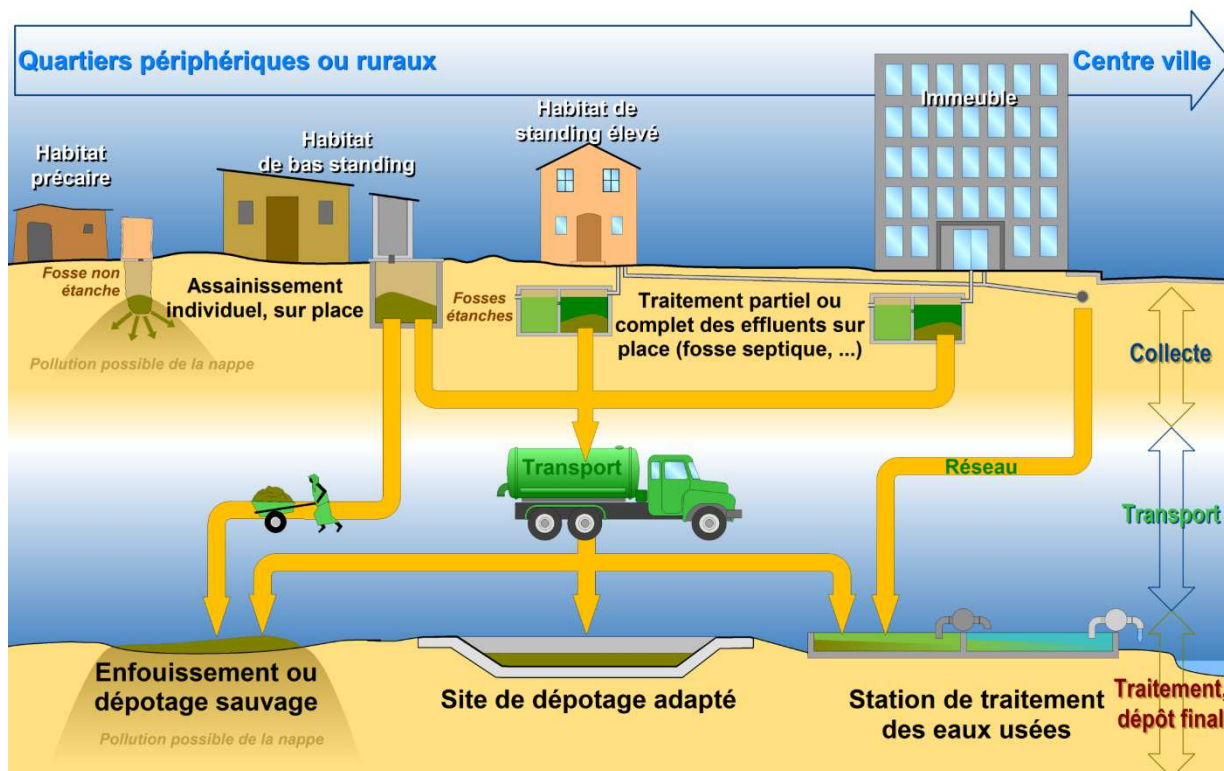 Quartiers périphériques ou ruraux
Centre ville
Habitat
précaire
Habitat
de bas standing
Habitat de
standing élevé
Immeuble
Fosse non
étanche
Assainissement
individuel, sur place
Fosses
étanches
Traitement partiel ou
complet des effluents sur
place (fosse septique, ...)
Pollution possible de la nappe
Collecte
Transport
Réseau
Transport
Enfouissement ou
dépotage sauvage
Pollution possible de la nappe
Site de dépotage adapté
Station de traitement
des eaux usées
Traitement,
dépôt final